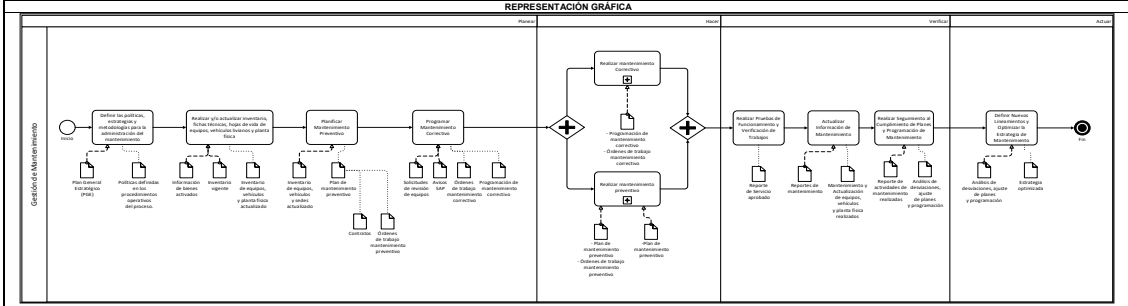 REPRESENTACIÓN GRÁFICA
Planear
Hacer
Verificar
Actuar
Gestión de Mantenimiento
Inicio
Definir las políticas,
estrategias y
metodologías para la
administración del
mantenimiento
Plan General
Estratégico
(PGE)
Políticas definidas
en los
procedimientos
operativos
del proceso.
Realizar y/o actualizar inventario,
fichas técnicas, hojas de vida de
equipos, vehículos livianos y planta
física
Información
de bienes
activados
Inventario
vigente
Inventario
de equipos,
vehículos
y planta física
actualizado
Planificar
Mantenimiento
Preventivo
Inventario
de equipos,
vehículos
y sedes
actualizado
Plan de
mantenimiento
preventivo
Contratos
Órdenes
de trabajo
mantenimiento
preventivo
Programar
Mantenimiento
Correctivo
Solicitudes
de revisión
de equipos
Avisos
SAP
Órdenes
de trabajo
mantenimiento
correctivo
Programación de
mantenimiento
correctivo
Realizar mantenimiento
Correctivo
- Programación de
mantenimiento
correctivo
- Órdenes de trabajo
mantenimiento
correctivo
Realizar mantenimiento
preventivo
- Plan de
mantenimiento
preventivo
- Órdenes de trabajo
mantenimiento
preventivo
-Plan de
mantenimiento
preventivo
Realizar Pruebas de
Funcionamiento y
Verificación de
Trabajos
Reporte
de Servicio
aprobado
Actualizar
Información de
Mantenimiento
Reportes de
mantenimiento
Mantenimiento y
Actualización
de equipos,
vehículos
y planta física
realizados
Realizar Seguimiento al
Cumplimiento de Planes
y Programación de
Mantenimiento
Reporte de
actividades de
mantenimiento
realizadas
Análisis de
desviaciones,
ajuste
de planes
y programación
Definir Nuevos
Lineamientos y
Optimizar la
Estrategia de
Mantenimiento
Análisis de
desviaciones, ajuste
de planes
y programación
Estrategia
optimizada
Fin